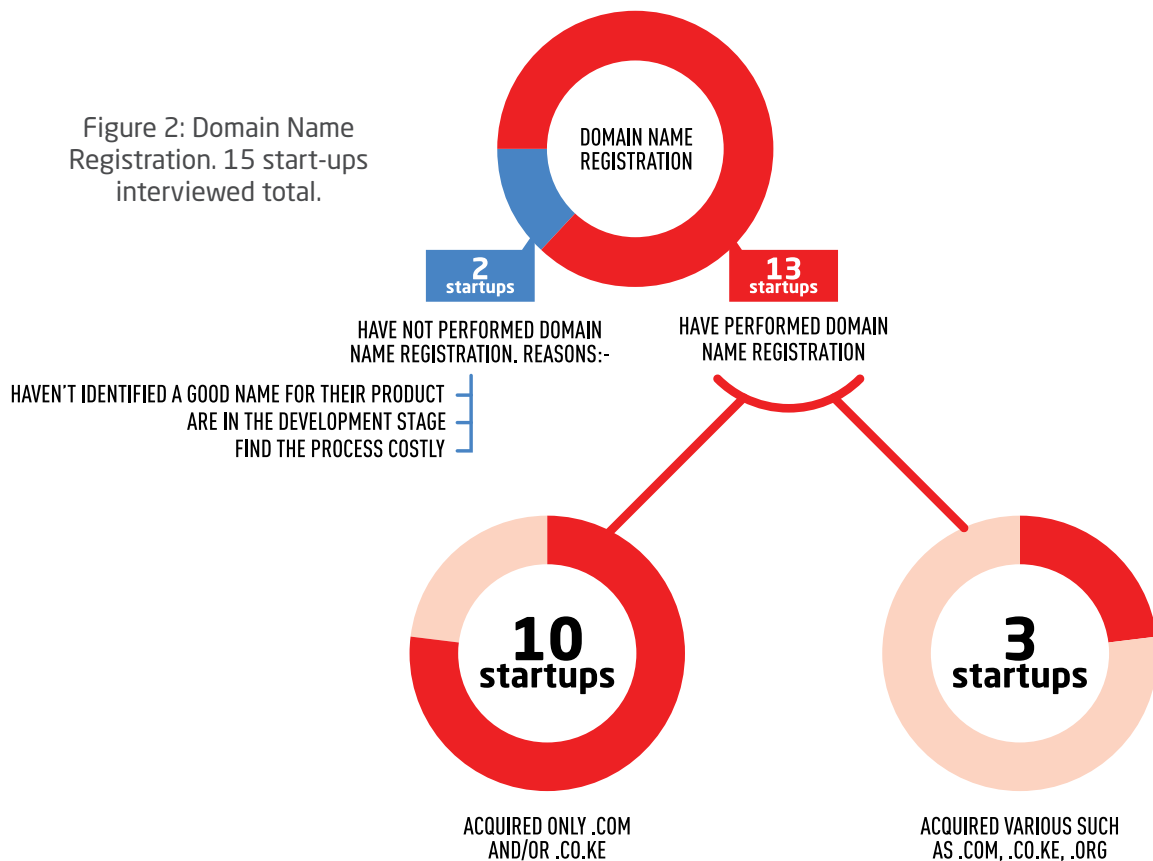 Figure 2: Domain Name
Registration. 15 start-ups
interviewed total.
DOMAIN NAME
REGISTRATION
2
startups
HAVE NOT PERFORMED DOMAIN
NAME REGISTRATION. REASONS:-
HAVEN'T IDENTIFIED A GOOD NAME FOR THEIR PRODUCT
ARE IN THE DEVELOPMENT STAGE
FIND THE PROCESS COSTLY
13
startups
HAVE PERFORMED DOMAIN
NAME REGISTRATION
10
startups
ACQUIRED ONLY .COM
AND/OR .CO.KE
3
startups
ACQUIRED VARIOUS SUCH
AS .COM, .CO.KE, .ORG